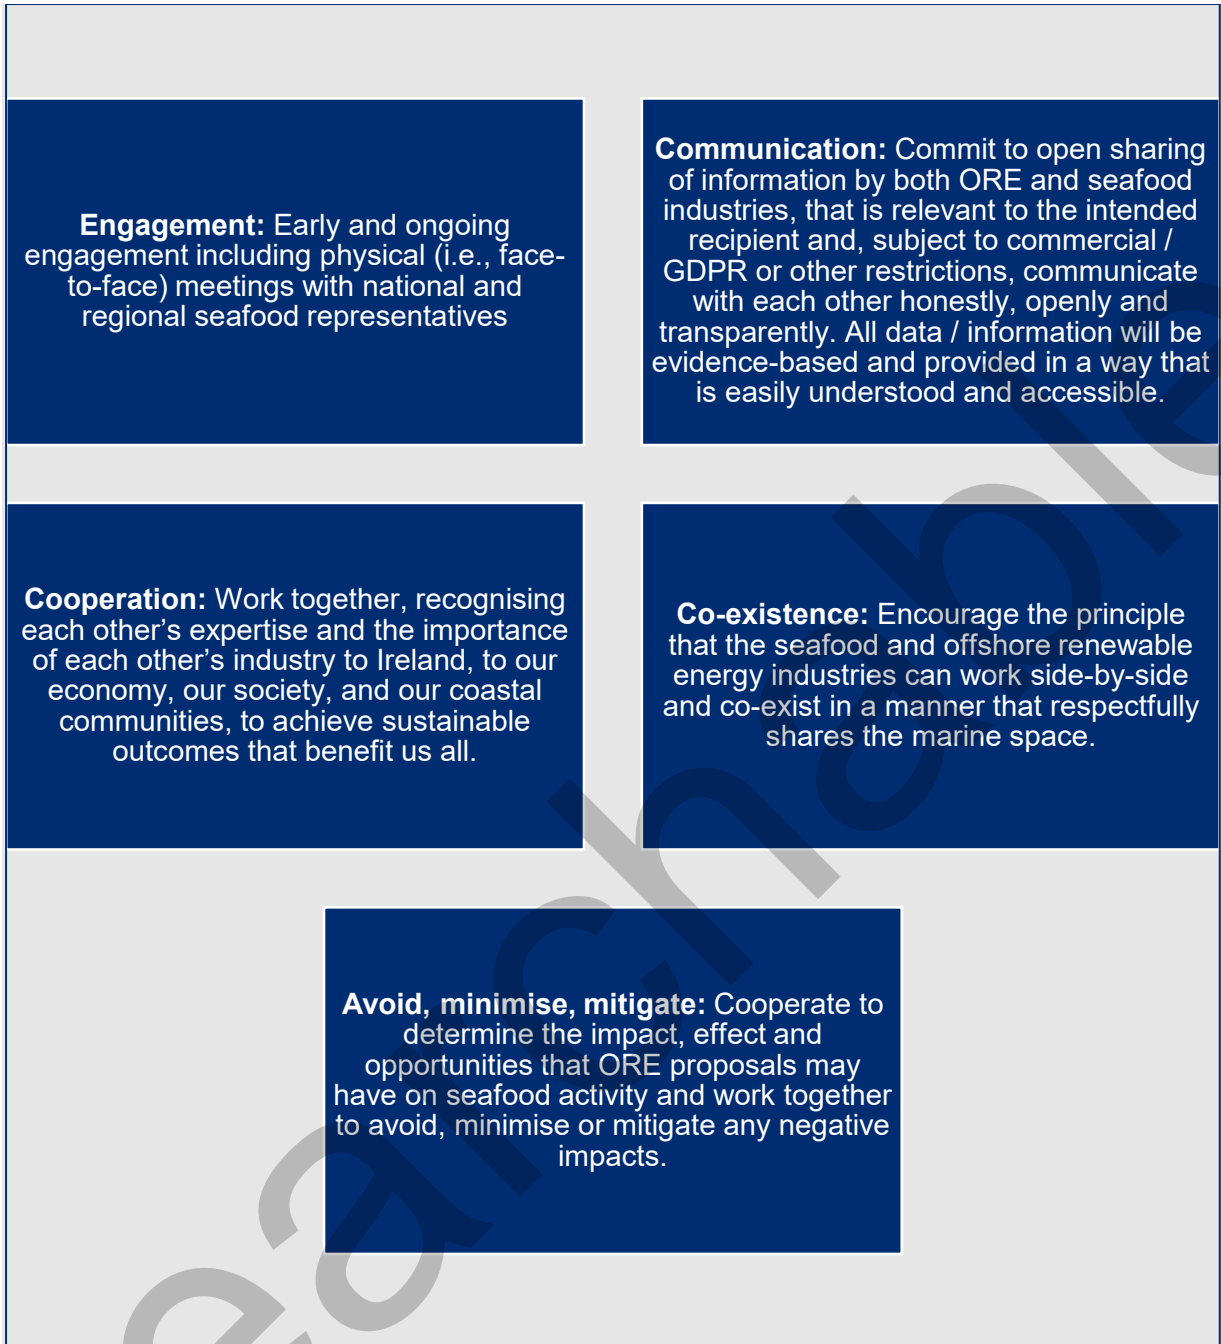 Engagement: Early and ongoing
engagement including physical (i.e., face-
to-face) meetings with national and
regional seafood representatives
Communication: Commit to open sharing
of information by both ORE and seafood
industries, that is relevant to the intended
recipient and, subject to commercial /
GDPR or other restrictions, communicate
with each other honestly, openly and
transparently. All data / information will be
evidence-based and provided in a way that
is easily understood and accessible.
Cooperation: Work together, recognising
each other’s expertise and the importance
of each other’s industry to Ireland, to our
economy, our society, and our coastal
communities, to achieve sustainable
outcomes that benefit us all.
Co-existence: Encourage the principle
that the seafood and offshore renewable
energy industries can work side-by-side
and co-exist in a manner that respectfully
shares the marine space.
Avoid, minimise, mitigate: Cooperate to
determine the impact, effect and
opportunities that ORE proposals may
have on seafood activity and work together
to avoid, minimise or mitigate any negative
impacts.
earchable